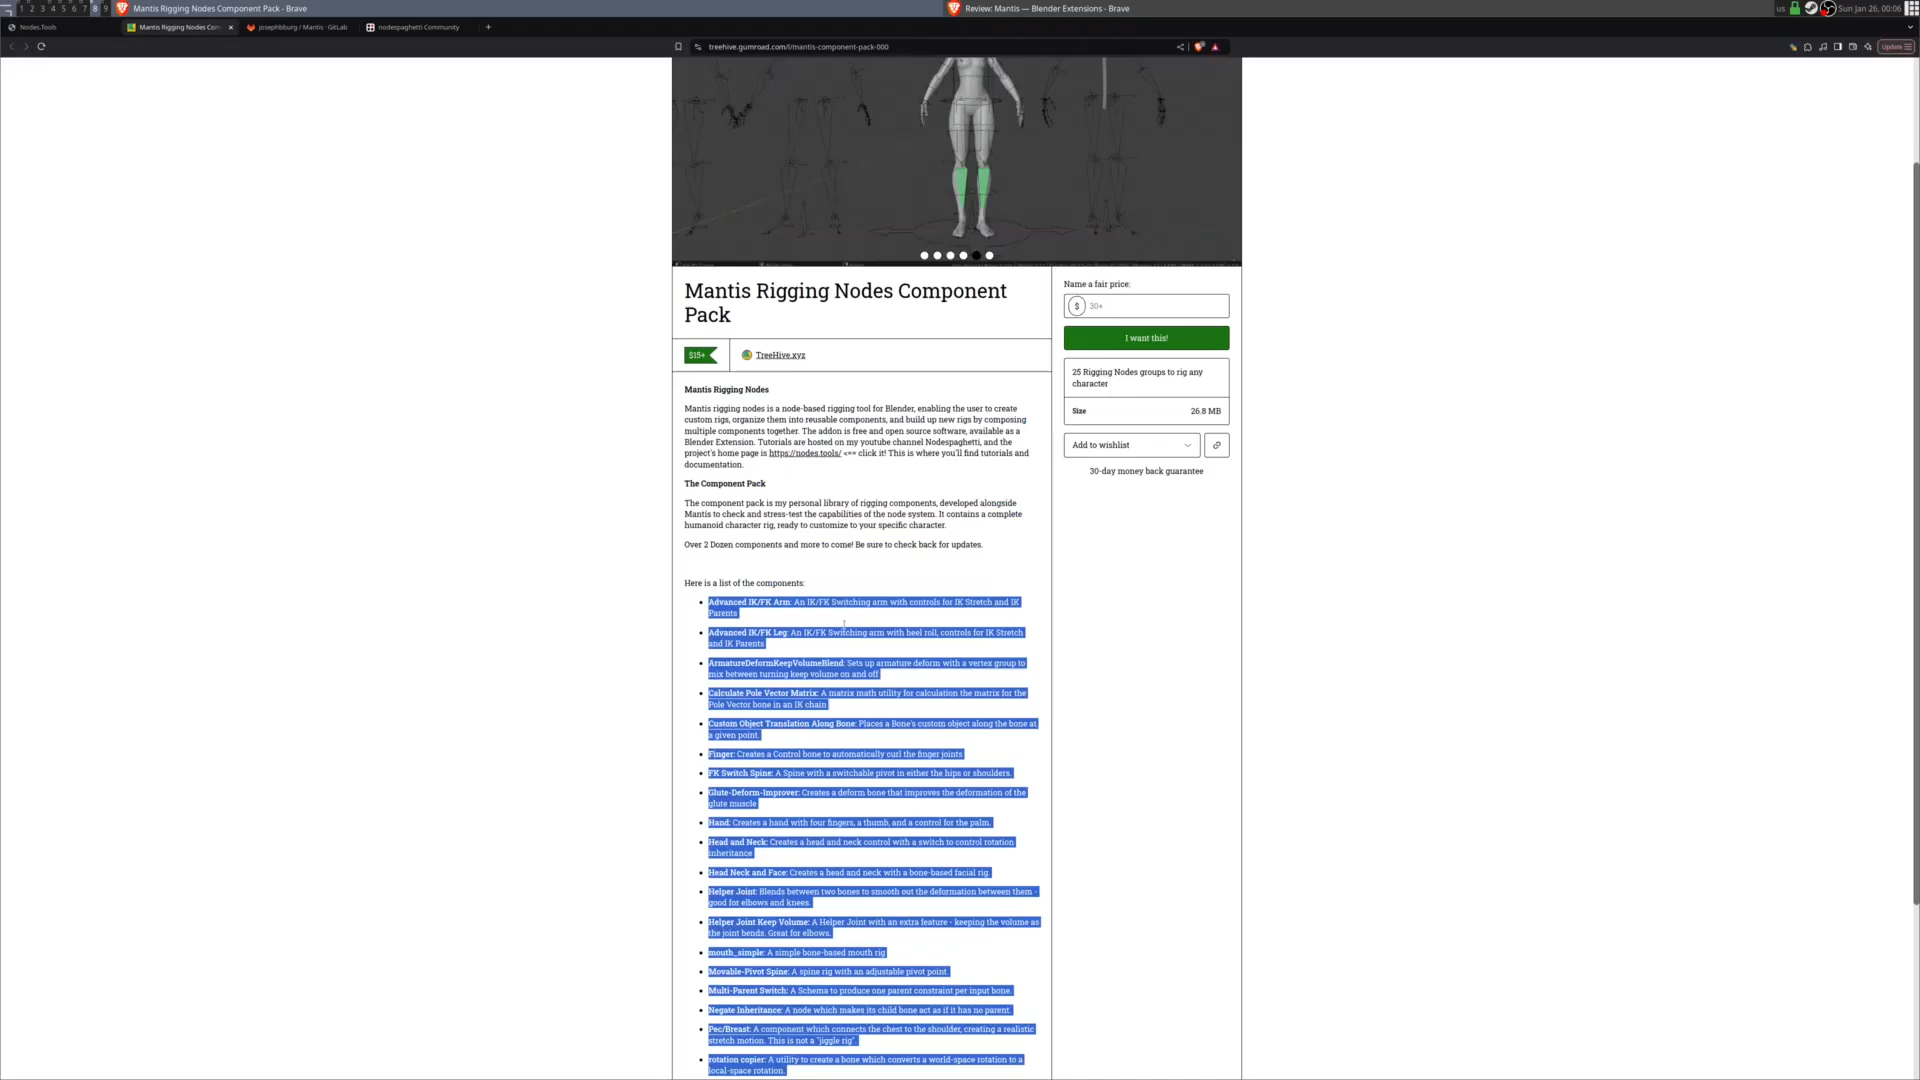 1 2 3 4 5 6 7 8 9 Mantis Rigging Nodes Component Pack - Brave Review: Mantis — Blender Extensions - Brave us Sun Jan 26, 00:06
Nodes.Tools Mantis Rigging Nodes Com josephbburg / Mantis · GitLab nodespaghetti Community
treehive.gumroad.com/l/mantis-component-pack-000 Update
Mantis Rigging Nodes Component
Pack
$15+ TreeHive.xyz
Mantis Rigging Nodes
Mantis rigging nodes is a node-based rigging tool for Blender, enabling the user to create
custom rigs, organize them into reusable components, and build up new rigs by composing
multiple components together. The addon is free and open source software, available as a
Blender Extension. Tutorials are hosted on my youtube channel Nodespaghetti, and the
project's home page is https://nodes.tools/ <== click it! This is where you'll find tutorials and
documentation.
The Component Pack
The component pack is my personal library of rigging components, developed alongside
Mantis to check and stress-test the capabilities of the node system. It contains a complete
humanoid character rig, ready to customize to your specific character.
Over 2 Dozen components and more to come! Be sure to check back for updates.
Here is a list of the components:
Advanced IK/FK Arm: An IK/FK Switching arm with controls for IK Stretch and IK
Parents
Advanced IK/FK Leg: An IK/FK Switching arm with heel roll, controls for IK Stretch
and IK Parents
ArmatureDeformKeepVolumeBlend: Sets up armature deform with a vertex group to
mix between turning keep volume on and off
Calculate Pole Vector Matrix: A matrix math utility for calculation the matrix for the
Pole Vector bone in an IK chain
Custom Object Translation Along Bone: Places a Bone's custom object along the bone at
a given point.
Finger: Creates a Control bone to automatically curl the finger joints
FK Switch Spine: A Spine with a switchable pivot in either the hips or shoulders.
Glute-Deform-Improver: Creates a deform bone that improves the deformation of the
glute muscle
Hand: Creates a hand with four fingers, a thumb, and a control for the palm.
Head and Neck: Creates a head and neck control with a switch to control rotation
inheritance
Head Neck and Face: Creates a head and neck with a bone-based facial rig.
Helper Joint: Blends between two bones to smooth out the deformation between them -
good for elbows and knees.
Helper Joint Keep Volume: A Helper Joint with an extra feature - keeping the volume as
the joint bends. Great for elbows.
mouth_simple: A simple bone-based mouth rig
Movable-Pivot Spine: A spine rig with an adjustable pivot point.
Multi-Parent Switch: A Schema to produce one parent constraint per input bone.
Negate Inheritance: A node which makes its child bone act as if it has no parent.
Pec/Breast: A component which connects the chest to the shoulder, creating a realistic
stretch motion. This is not a "jiggle rig".
rotation copier: A utility to create a bone which converts a world-space rotation to a
local-space rotation.
Name a fair price:
$ 30+
I want this!
25 Rigging Nodes groups to rig any
character
Size 26.8 MB
Add to wishlist
30-day money back guarantee